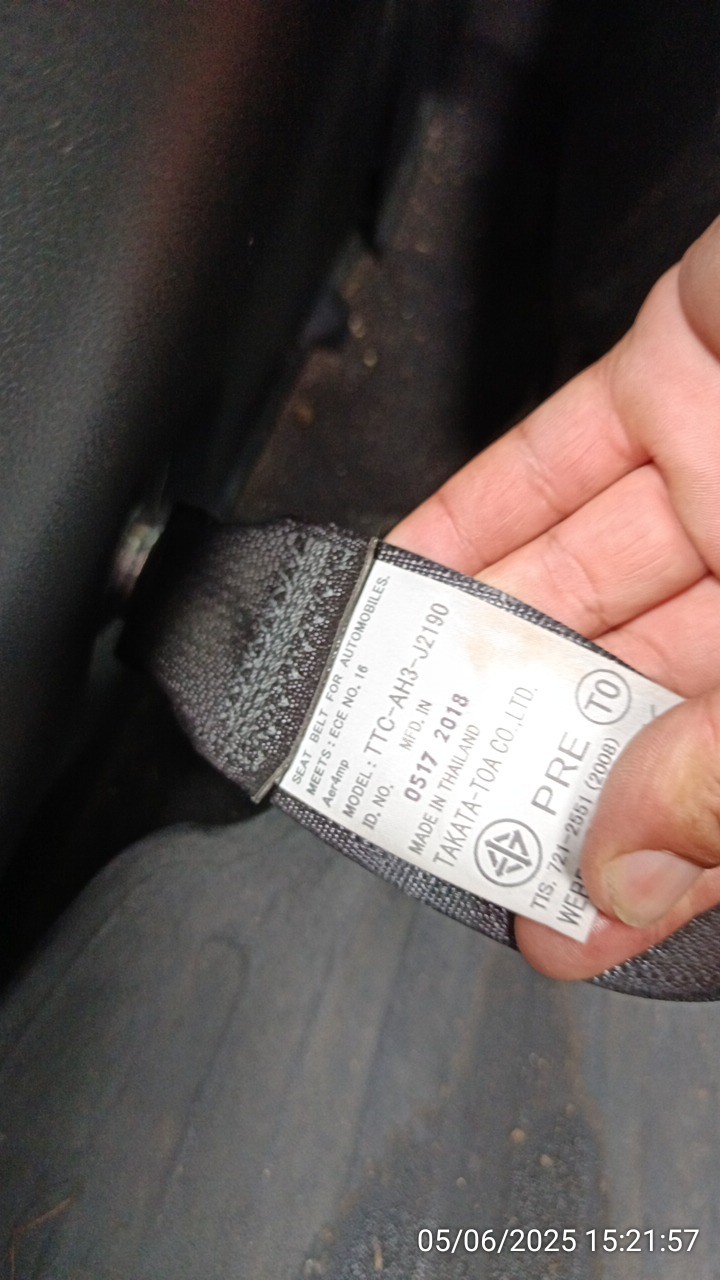 SEAT BELT FOR AUTOMOBILES.
MEETS : ECE NO. 16
Aer4mp
MODEL : TTC-AH3-J2190
ID. NO. MFD. IN
0517 2018
MADE IN THAILAND
TAKATA-TOA CO.,LTD.
PRE TO
TIS. 721-2551 (2008)
05/06/2025 15:21:57